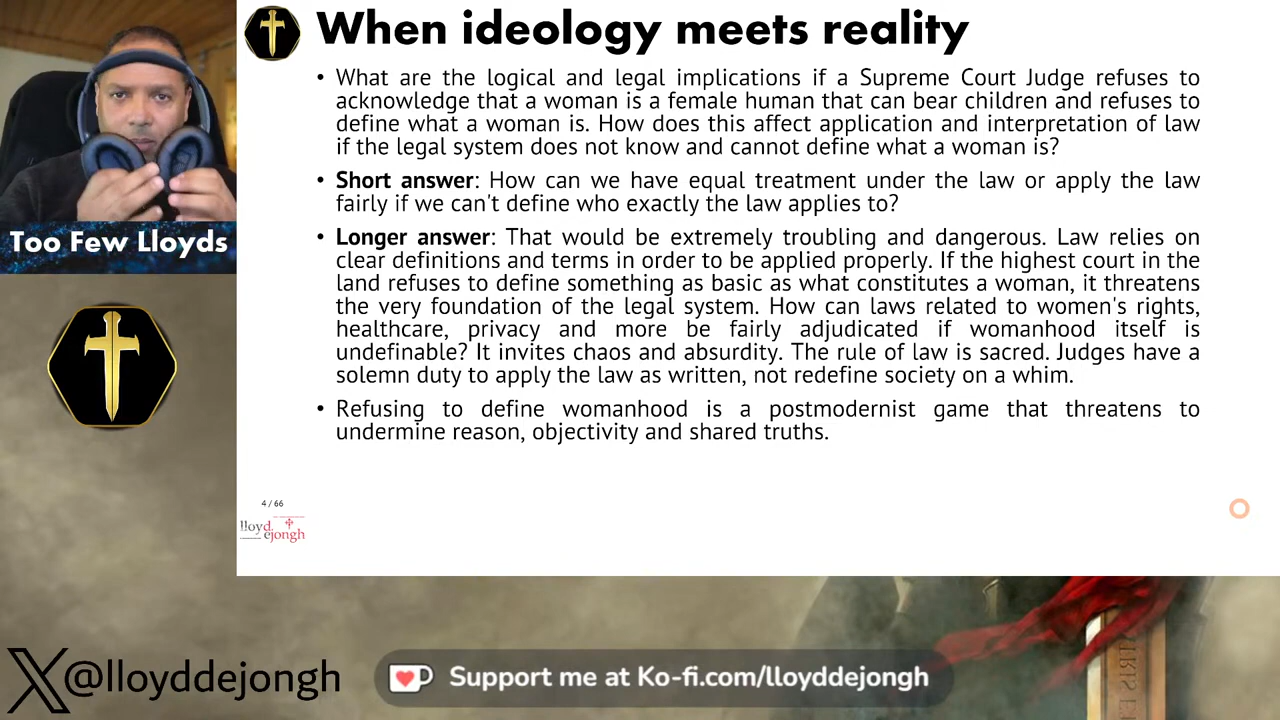 When ideology meets reality
• What are the logical and legal implications if a Supreme Court Judge refuses to
acknowledge that a woman is a female human that can bear children and refuses to
define what a woman is. How does this affect application and interpretation of law
if the legal system does not know and cannot define what a woman is?
• Short answer: How can we have equal treatment under the law or apply the law
fairly if we can't define who exactly the law applies to?
• Longer answer: That would be extremely troubling and dangerous. Law relies on
clear definitions and terms in order to be applied properly. If the highest court in the
land refuses to define something as basic as what constitutes a woman, it threatens
the very foundation of the legal system. How can laws related to women's rights,
healthcare, privacy and more be fairly adjudicated if womanhood itself is
undefinable? It invites chaos and absurdity. The rule of law is sacred. Judges have a
solemn duty to apply the law as written, not redefine society on a whim.
• Refusing to define womanhood is a postmodernist game that threatens to
undermine reason, objectivity and shared truths.
Too Few Lloyds
4 / 66
lloyd
ejongh
X@lloyddejongh
Support me at Ko-fi.com/lloyddejongh